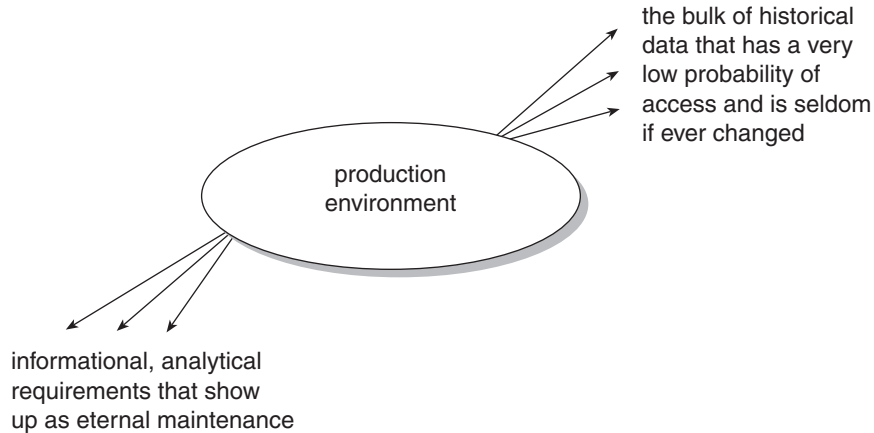 the bulk of historical
data that has a very
low probability of
access and is seldom
if ever changed
production
environment
informational, analytical
requirements that show
up as eternal maintenance